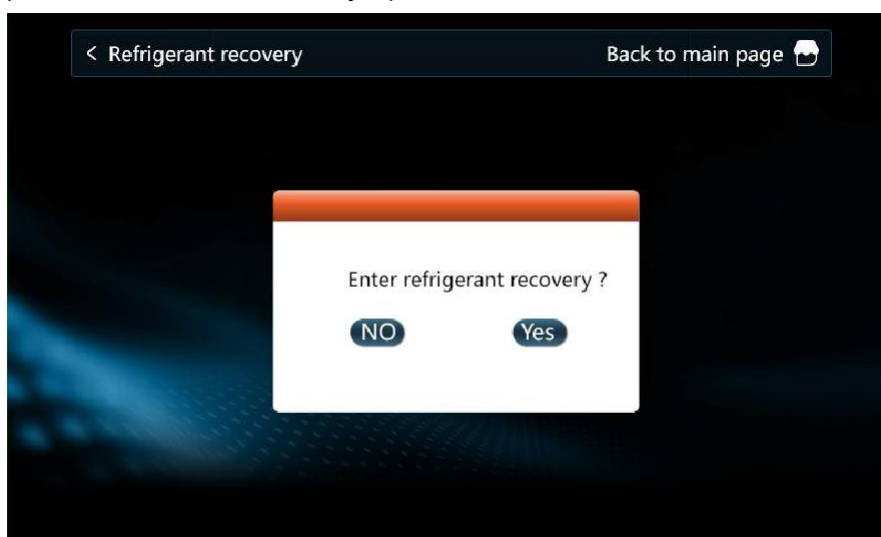 < Refrigerant recovery Back to main page
Enter refrigerant recovery ?
NO Yes